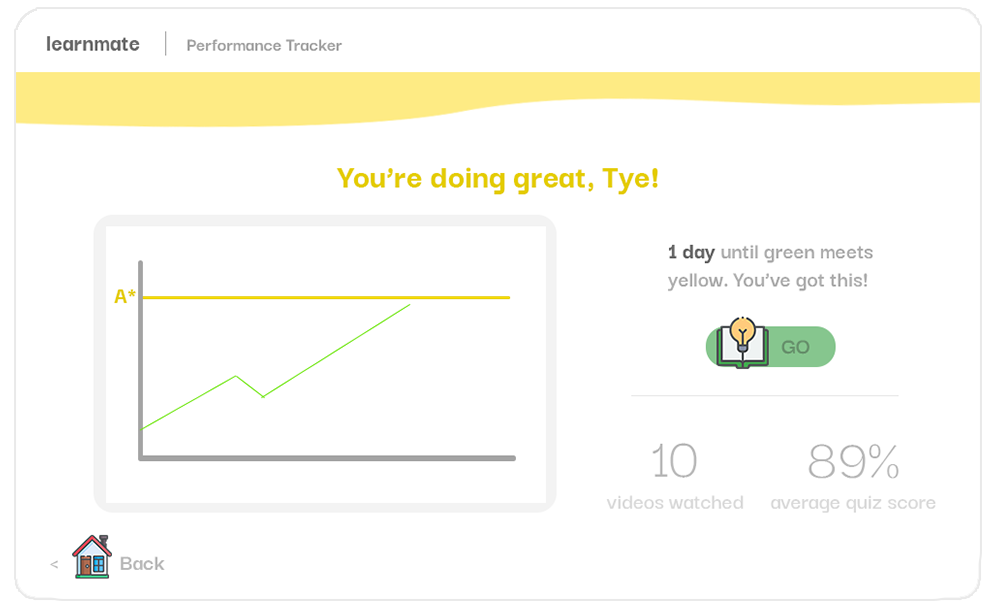 learnmate
Performance Tracker
You're doing great, Tye!
A*
1 day until green meets
yellow. You've got this!
GO
10
videos watched
89%
average quiz score
< Back